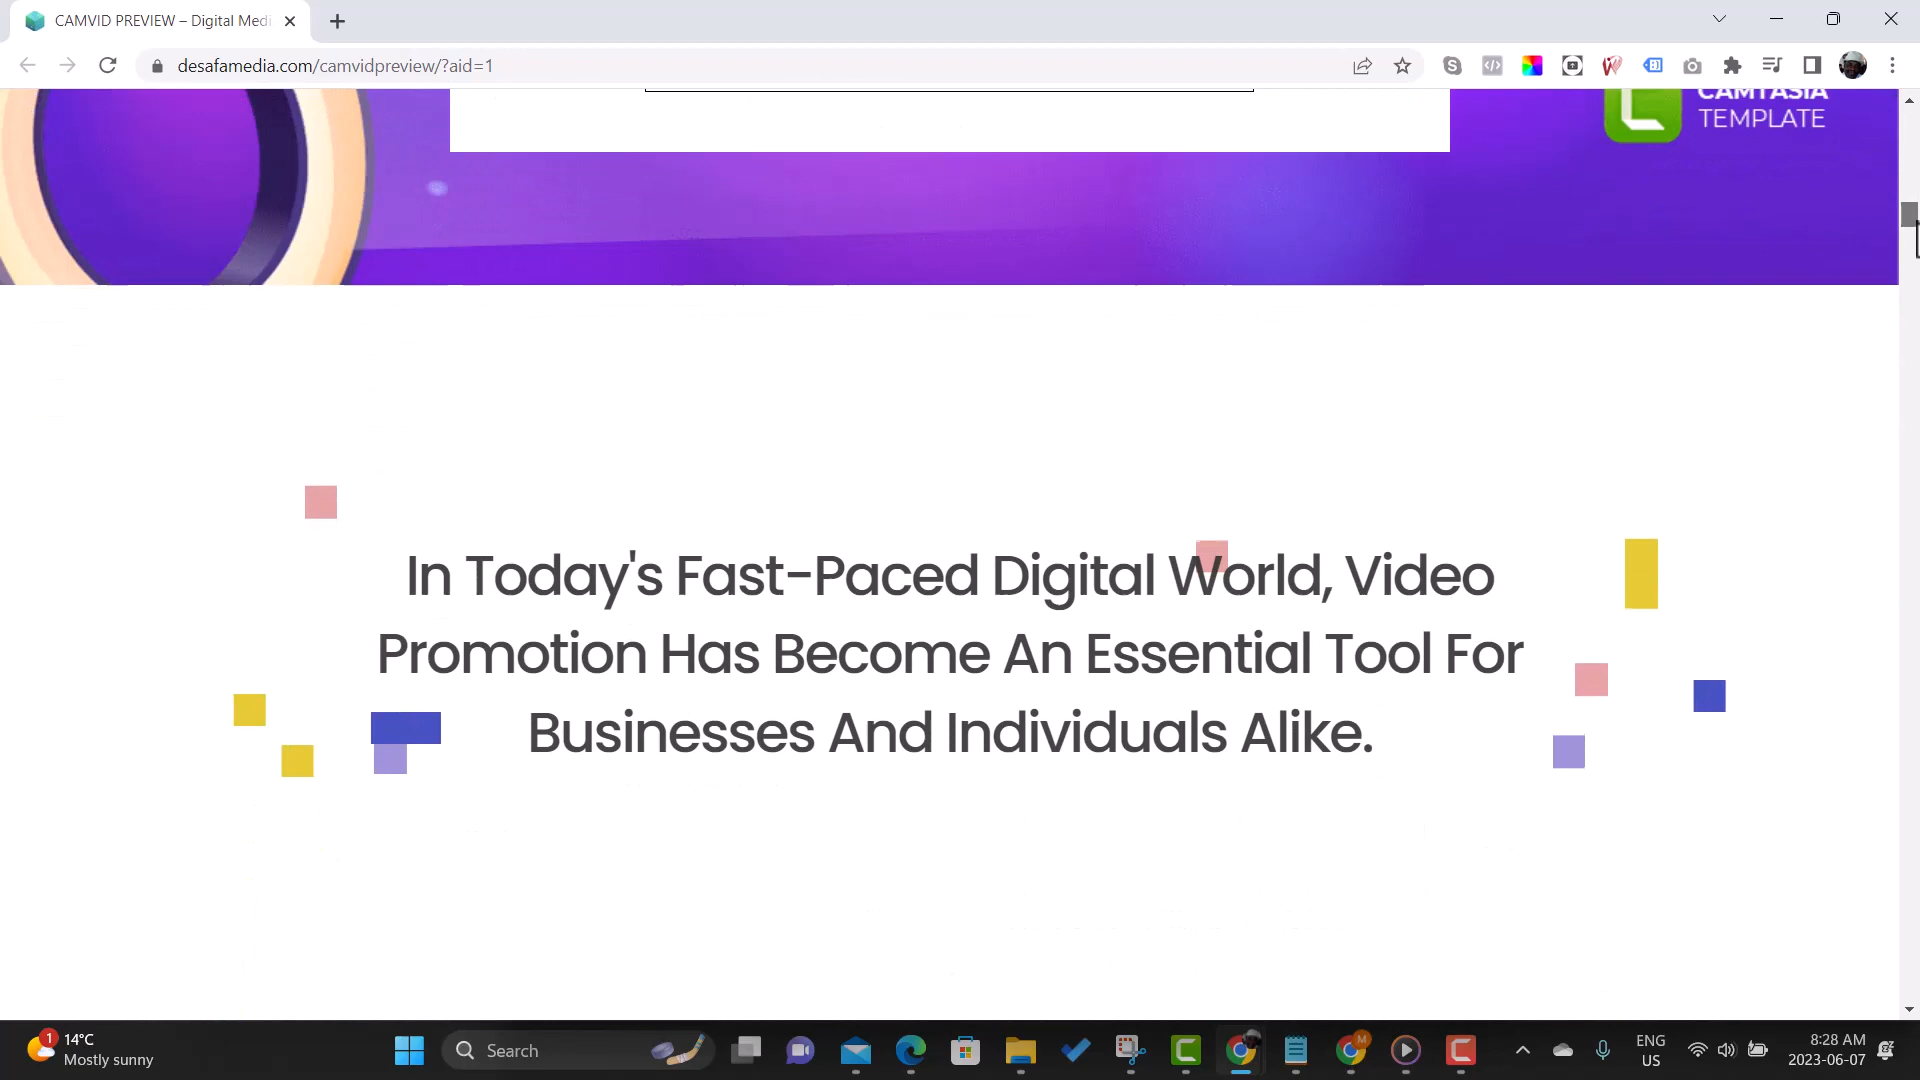 CAMVID PREVIEW – Digital Medi
desafamedia.com/camvidpreview/?aid=1
CAMTASIA
TEMPLATE
In Today's Fast-Paced Digital World, Video
Promotion Has Become An Essential Tool For
Businesses And Individuals Alike.
1
14°C
Mostly sunny
Search
M
ENG
US
8:28 AM
2023-06-07